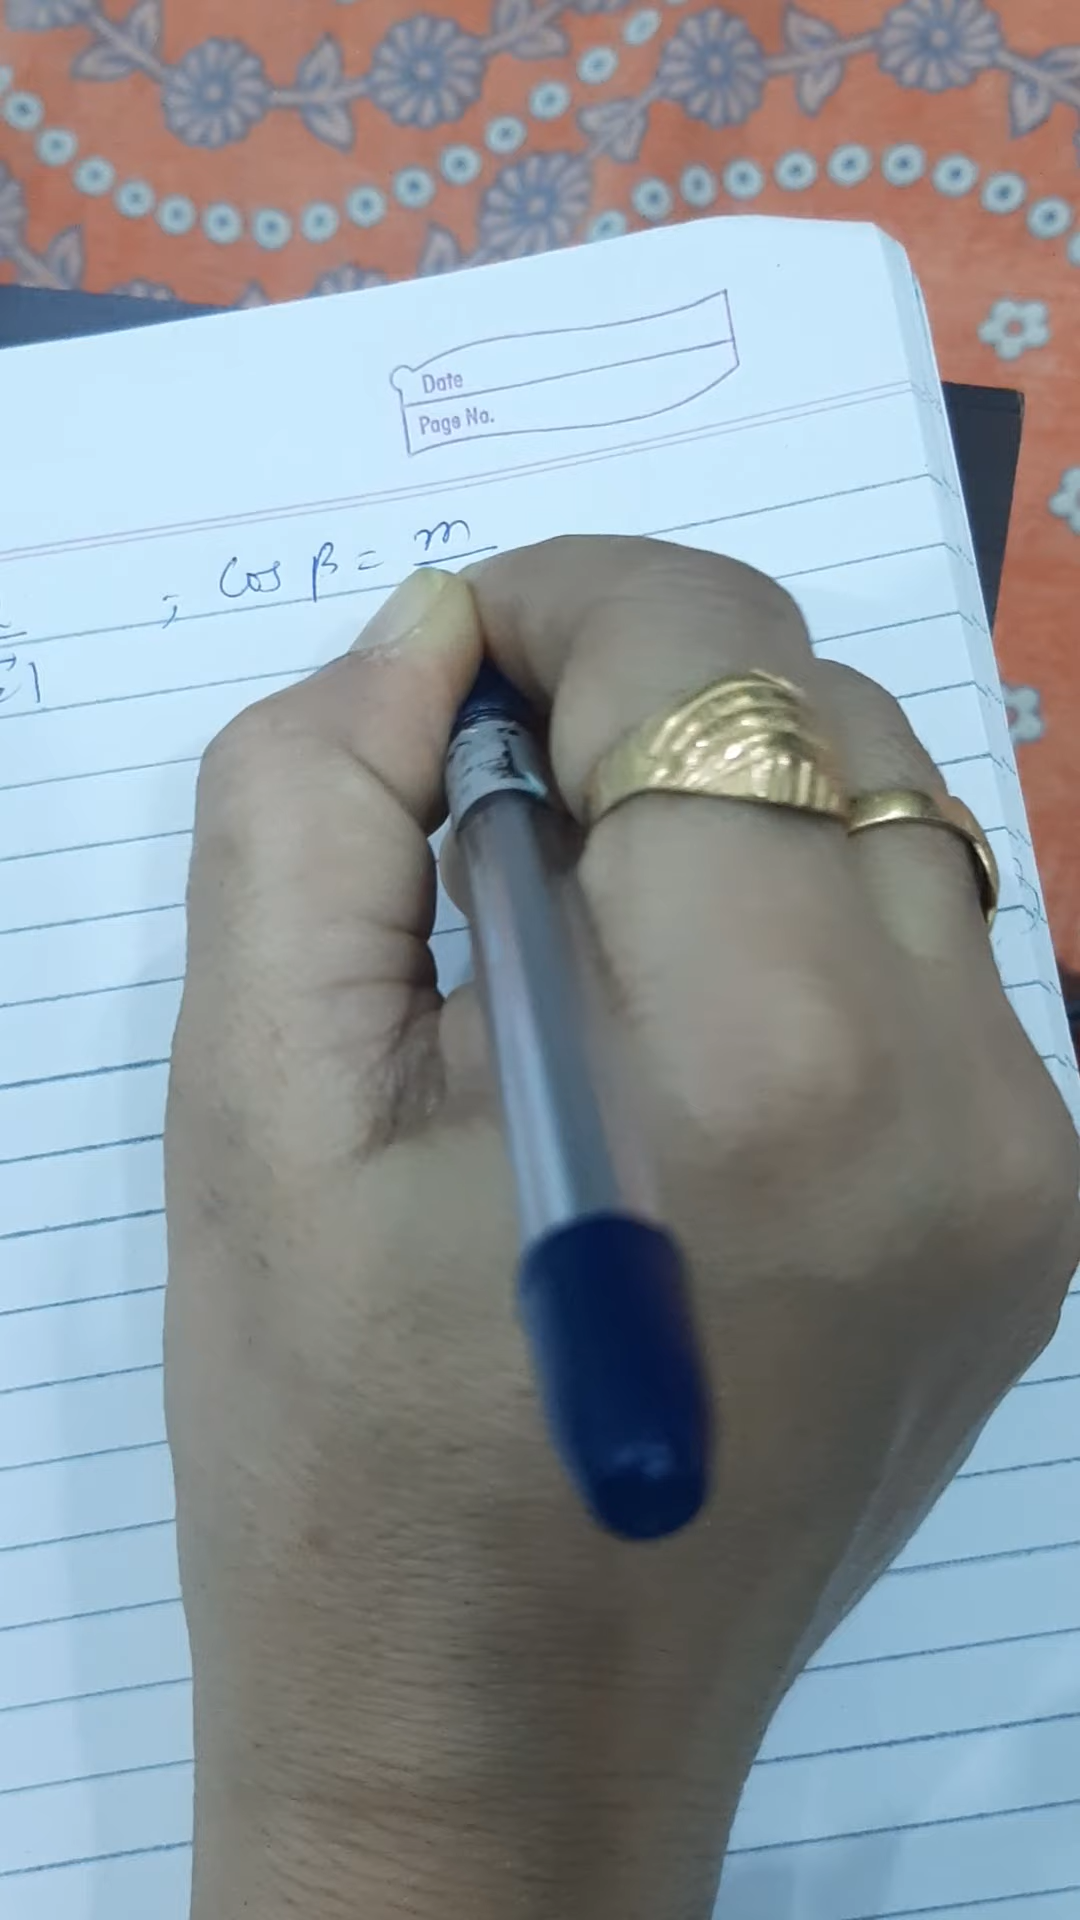 Date
Page No.
; cos β = m